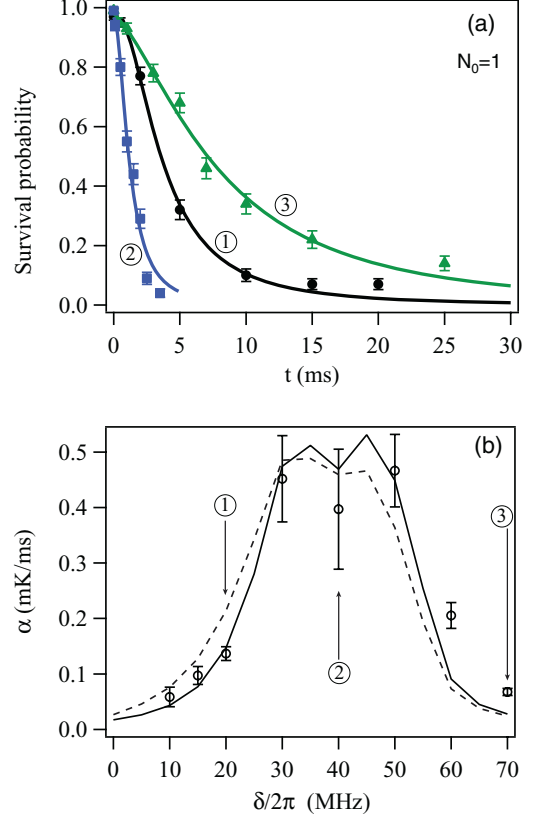 (a)
N₀=1
Survival probability
1.0
0.8
0.6
0.4
0.2
0.0
③
①
②
0 5 10 15 20 25 30
t (ms)
(b)
α (mK/ms)
0.5
0.4
0.3
0.2
0.1
0.0
①
③
②
0 10 20 30 40 50 60 70
δ/2π (MHz)